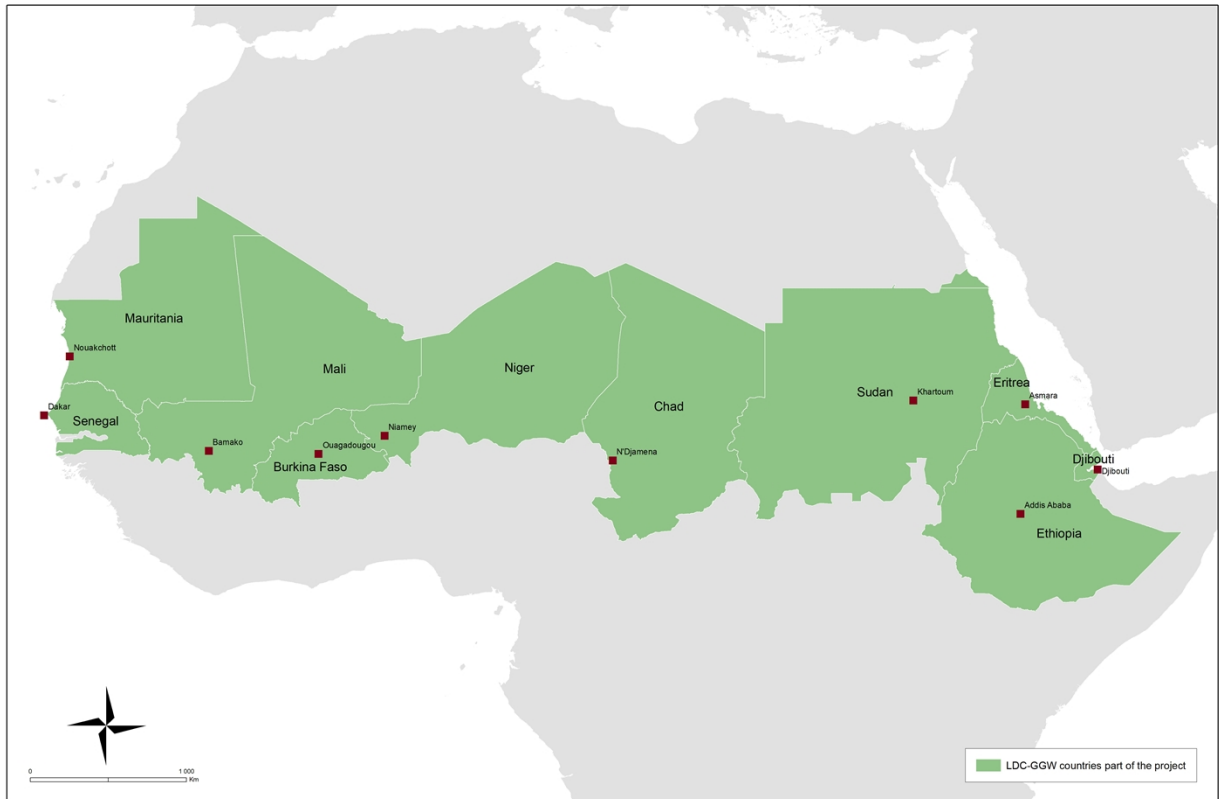 Mauritania
Nouakchott
Mali
Niger
Chad
Sudan
Khartoum
Eritrea
Asmara
Dakar
Senegal
Bamako
Ouagadougou
Burkina Faso
Niamey
N'Djamena
Djibouti
Djibouti
Addis Ababa
Ethiopia
0 1 000
Km
LDC-GGW countries part of the project